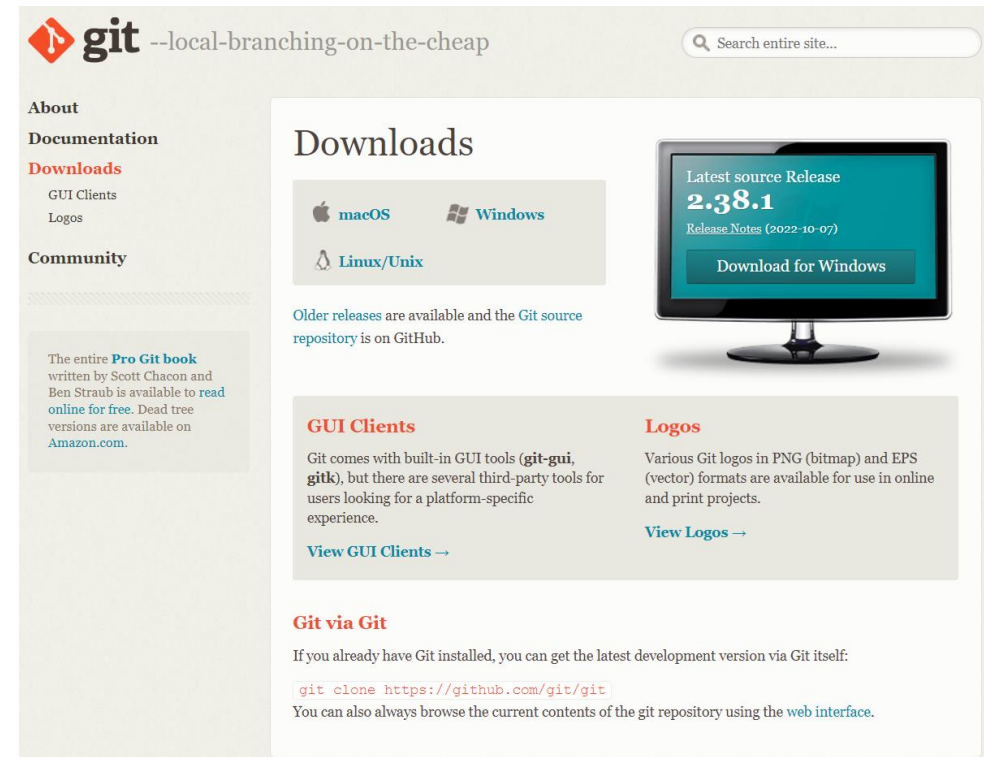 git --local-branching-on-the-cheap
Search entire site...
About
Documentation
Downloads
GUI Clients
Logos
Community
The entire Pro Git book
written by Scott Chacon and
Ben Straub is available to read
online for free. Dead tree
versions are available on
Amazon.com.
Downloads
macOS
Windows
Linux/Unix
Older releases are available and the Git source
repository is on GitHub.
Latest source Release
2.38.1
Release Notes (2022-10-07)
Download for Windows
GUI Clients
Git comes with built-in GUI tools (git-gui,
gitk), but there are several third-party tools for
users looking for a platform-specific
experience.
View GUI Clients →
Logos
Various Git logos in PNG (bitmap) and EPS
(vector) formats are available for use in online
and print projects.
View Logos →
Git via Git
If you already have Git installed, you can get the latest development version via Git itself:
git clone https://github.com/git/git
You can also always browse the current contents of the git repository using the web interface.